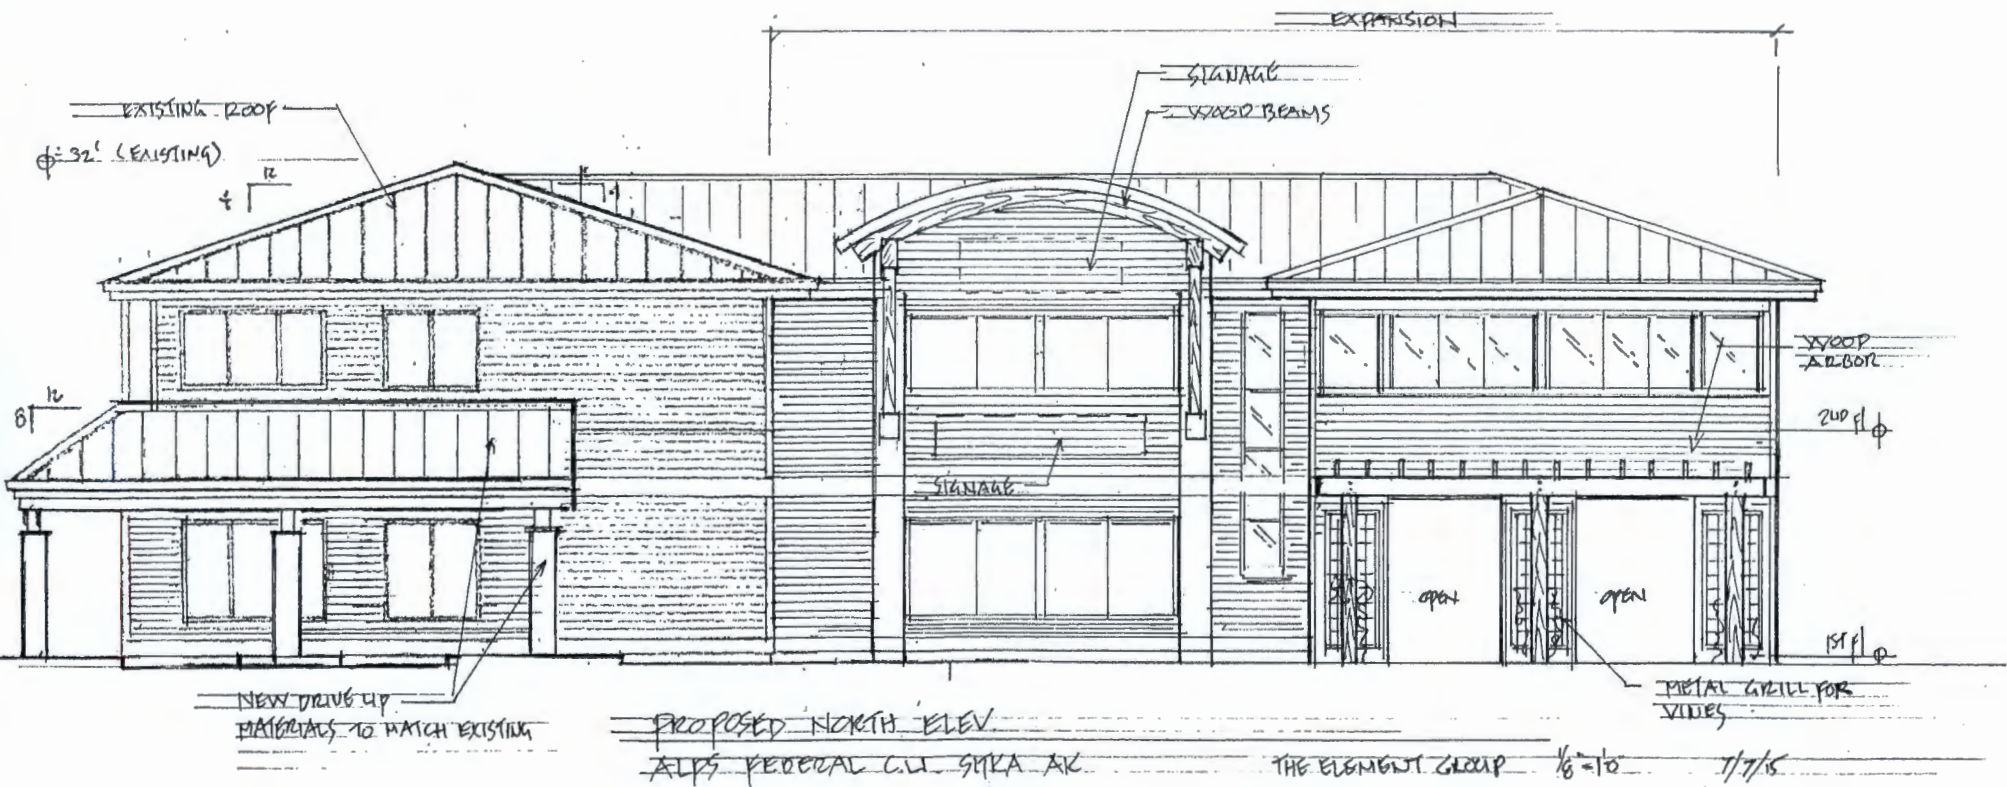 EXPANSION
SIGNAGE
WOOD BEAMS
EXISTING ROOF
32' (EXISTING)
12
4
12
8
WOOD
ARBOR
2ND fl
SIGNAGE
OPEN
OPEN
1ST fl
NEW DRIVE UP
MATERIALS TO MATCH EXISTING
METAL GRILL FOR
VINES
PROPOSED NORTH ELEV.
ALPS FEDERAL C.U. SITKA AK THE ELEMENT GROUP 1/8"=1'0" 7/7/15